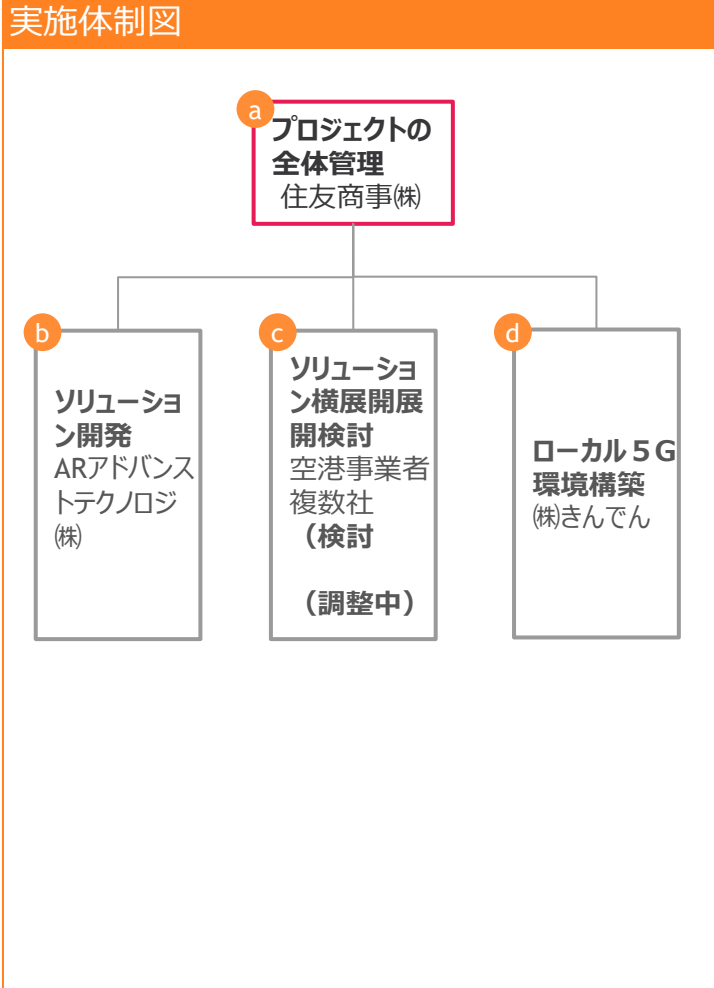 実施体制図
a
プロジェクトの
全体管理
住友商事㈱
b
ソリューショ
ン開発
ARアドバンス
トテクノロジ
㈱
c
ソリューショ
ン横展開展
開検討
空港事業者
複数社
（検討
（調整中）
d
ローカル５G
環境構築
㈱きんでん